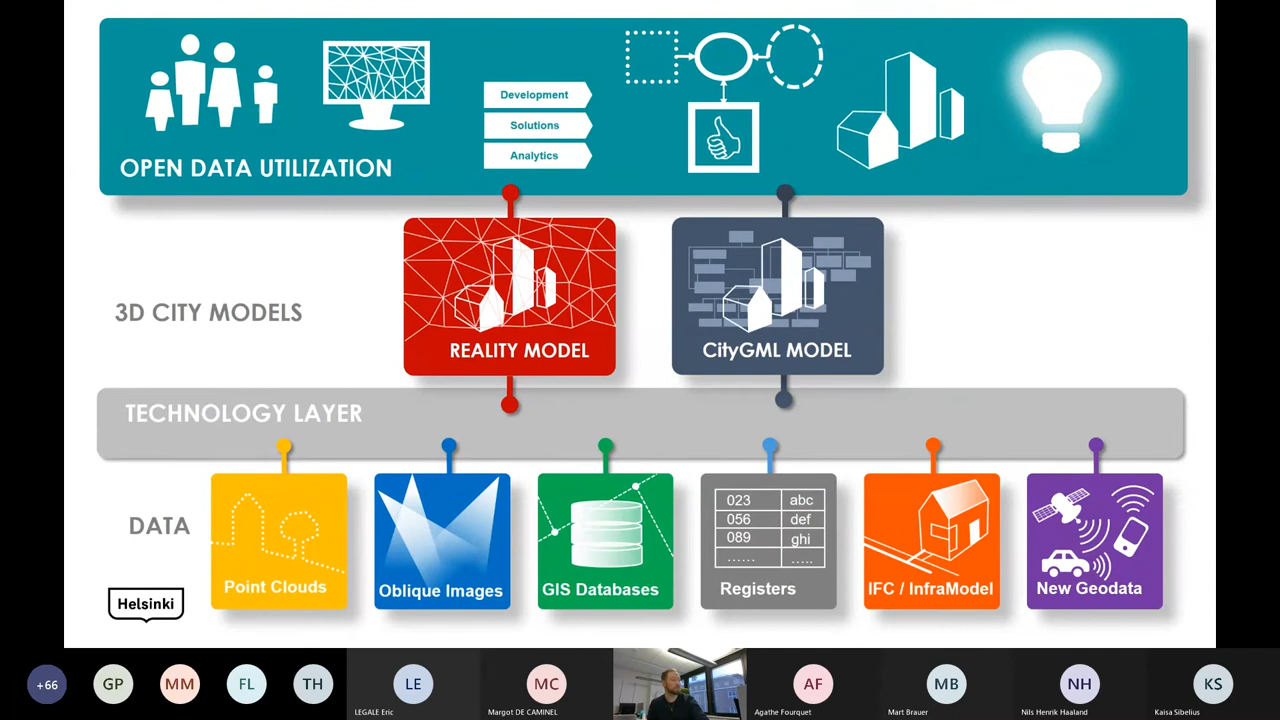 Development
Solutions
Analytics
OPEN DATA UTILIZATION
3D CITY MODELS
REALITY MODEL
CityGML MODEL
TECHNOLOGY LAYER
DATA
Point Clouds
Oblique Images
GIS Databases
023 abc
056 def
089 ghi
...... .....
Registers
IFC / InfraModel
New Geodata
Helsinki
+66
GP
MM
FL
TH
LE
LEGALE Eric
MC
Margot DE CAMINEL
AF
Agathe Fourquet
MB
Mart Brauer
NH
Nils Henrik Haaland
KS
Kaisa Sibelius